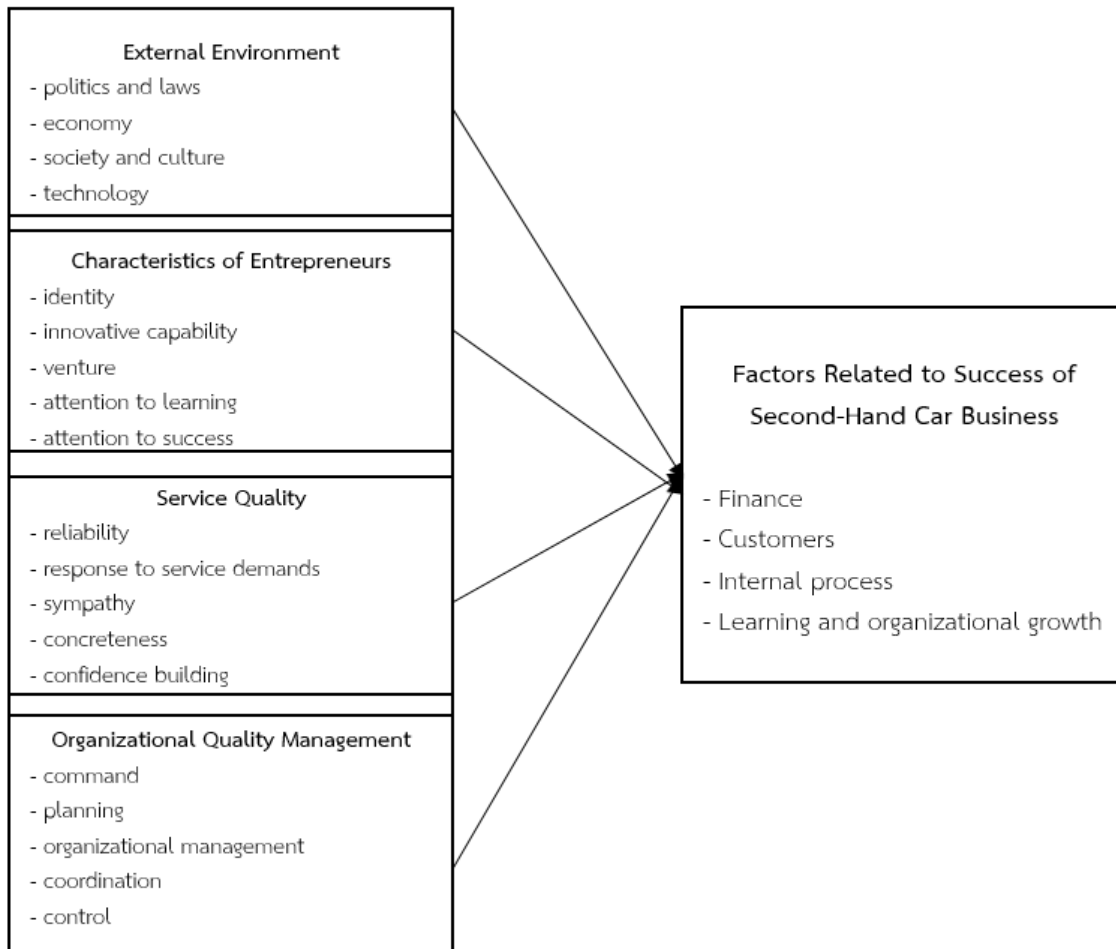 External Environment
- politics and laws
- economy
- society and culture
- technology
Characteristics of Entrepreneurs
- identity
- innovative capability
- venture
- attention to learning
- attention to success
Service Quality
- reliability
- response to service demands
- sympathy
- concreteness
- confidence building
Organizational Quality Management
- command
- planning
- organizational management
- coordination
- control
Factors Related to Success of
Second-Hand Car Business
- Finance
- Customers
- Internal process
- Learning and organizational growth